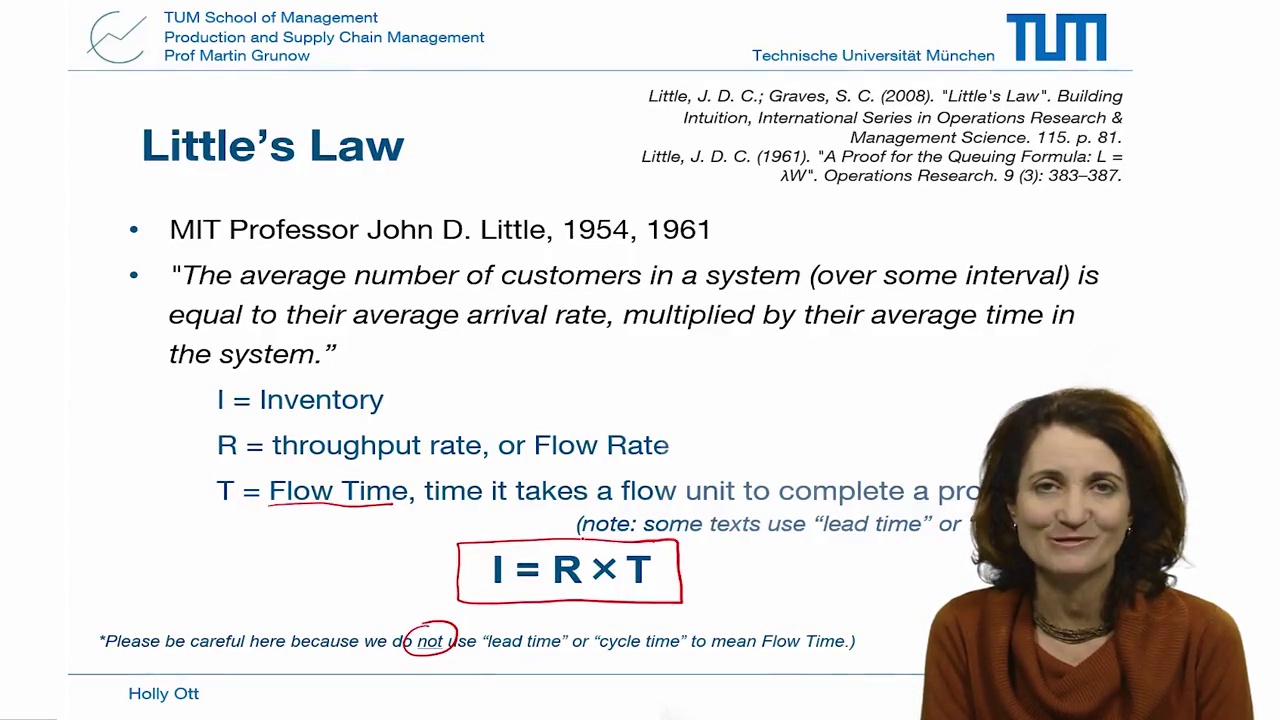 TUM School of Management
Production and Supply Chain Management
Prof Martin Grunow
Technische Universität München
TUM
Little, J. D. C.; Graves, S. C. (2008). "Little's Law". Building
Intuition, International Series in Operations Research &
Management Science. 115. p. 81.
Little, J. D. C. (1961). "A Proof for the Queuing Formula: L =
λW". Operations Research. 9 (3): 383–387.
Little’s Law
• MIT Professor John D. Little, 1954, 1961
• "The average number of customers in a system (over some interval) is
equal to their average arrival rate, multiplied by their average time in
the system.”
I = Inventory
R = throughput rate, or Flow Rate
T = Flow Time, time it takes a flow unit to complete a
(note: some texts use “lead time” or
I = R × T
*Please be careful here because we do not use “lead time” or “cycle time” to mean Flow Time.)
Holly Ott